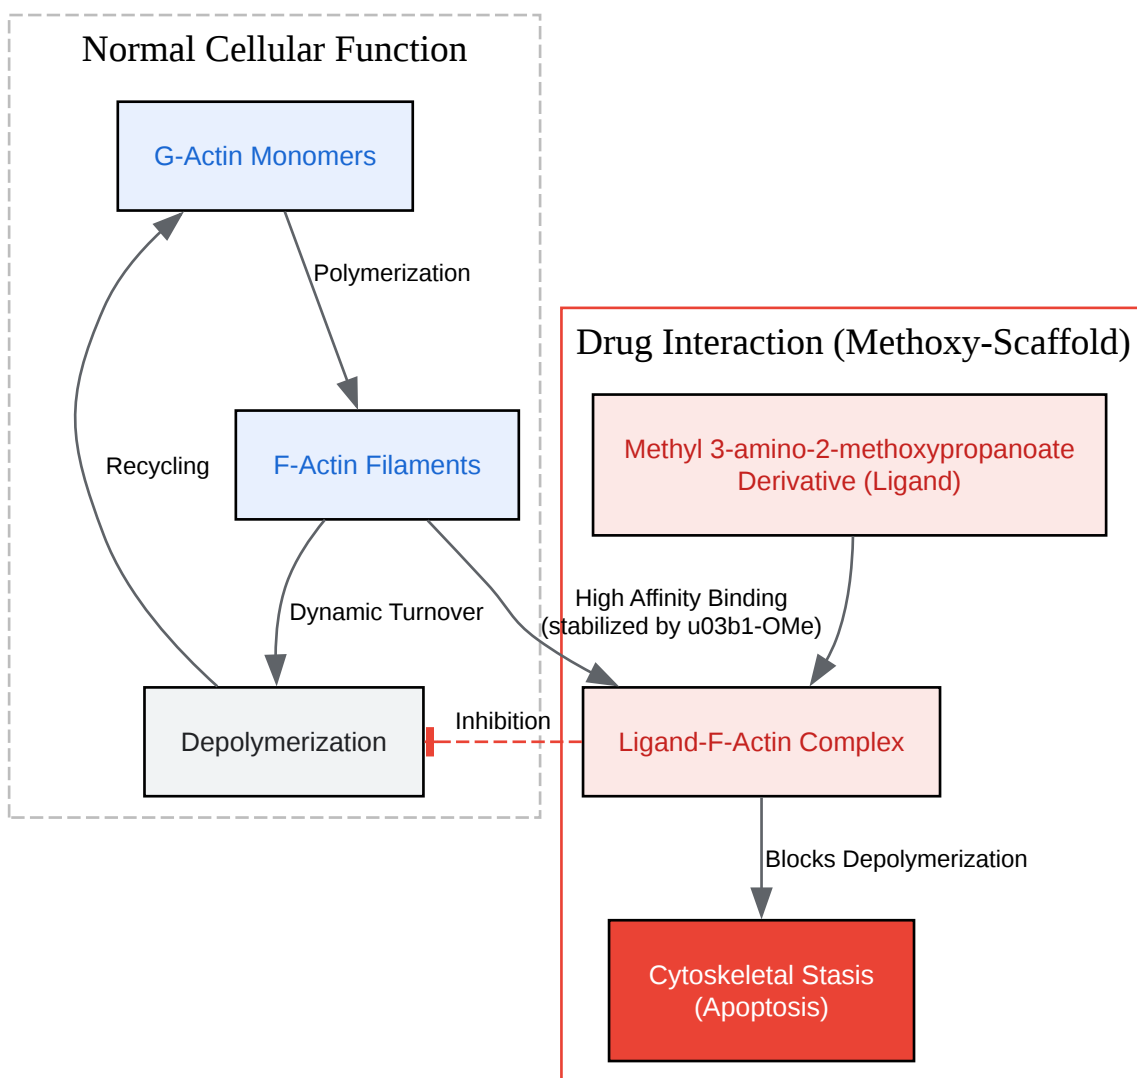 Normal Cellular Function
G-Actin Monomers
Polymerization
Recycling
F-Actin Filaments
Dynamic Turnover
Depolymerization
Inhibition
Drug Interaction (Methoxy-Scaffold)
Methyl 3-amino-2-methoxypropanoate
Derivative (Ligand)
High Affinity Binding
(stabilized by u03b1-OMe)
Ligand-F-Actin Complex
Blocks Depolymerization
Cytoskeletal Stasis
(Apoptosis)